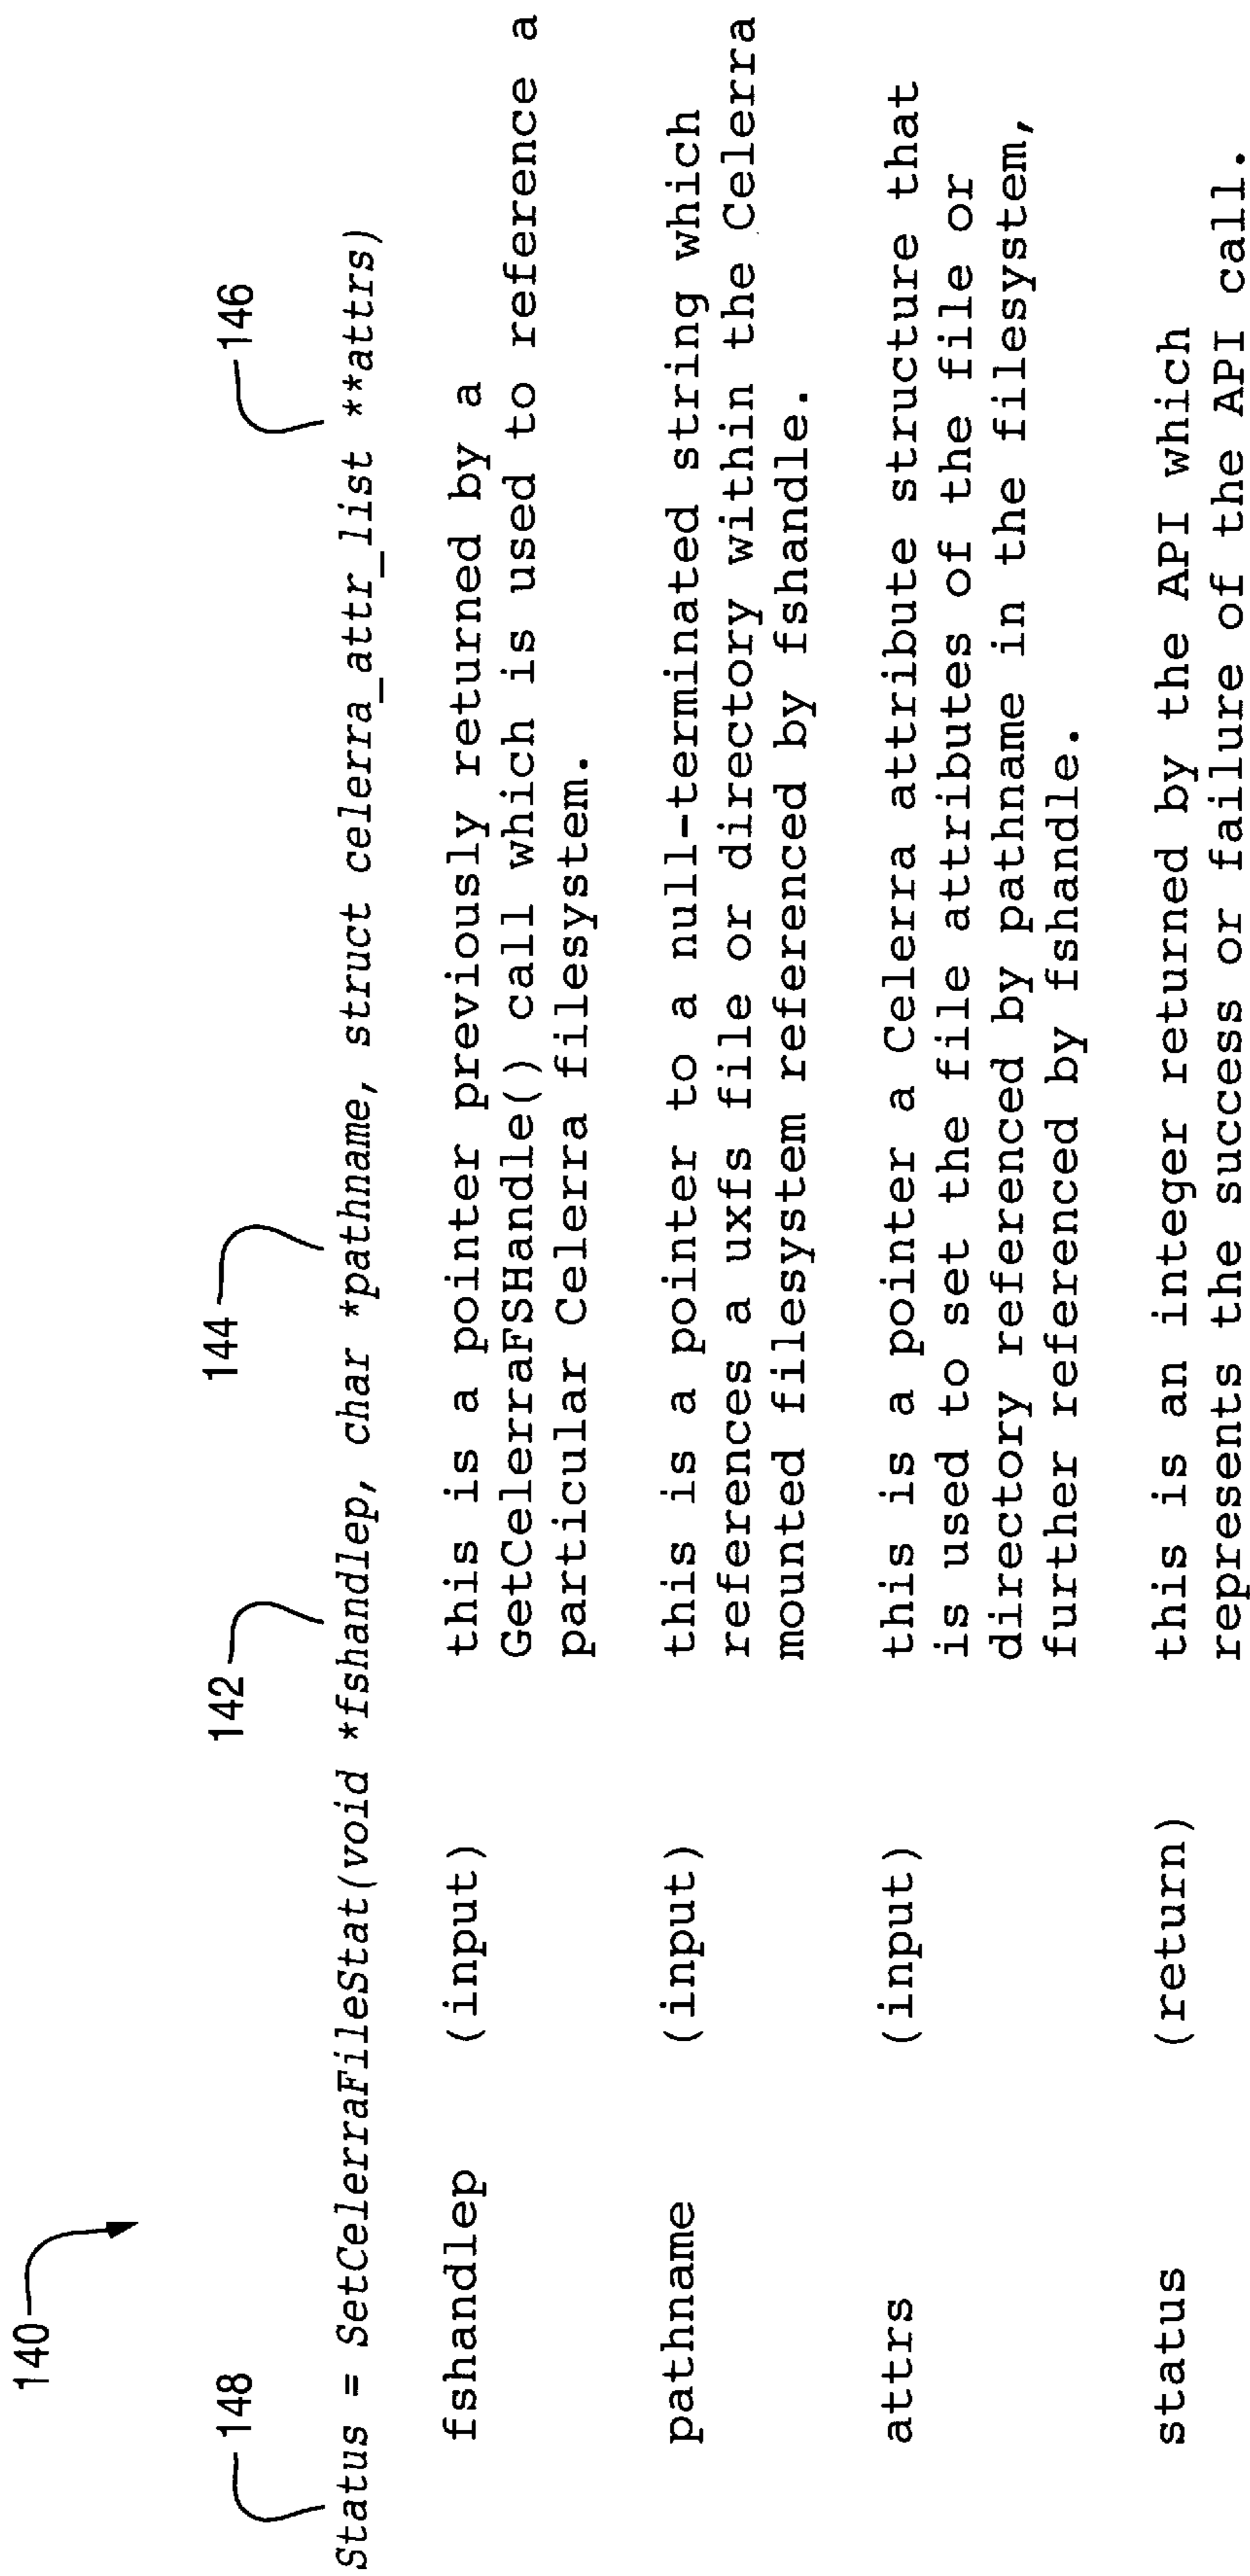 140
148
142
144
146
Status = SetCelerraFileStat(void *fshandlep, char *pathname, struct celerra_attr_list **attrs)
fshandlep (input) this is a pointer previously returned by a
GetCelerraFSHandle() call which is used to reference a
particular Celerra filesystem.
pathname (input) this is a pointer to a null-terminated string which
references a uxfs file or directory within the Celerra
mounted filesystem referenced by fshandle.
attrs (input) this is a pointer a Celerra attribute structure that
is used to set the file attributes of the file or
directory referenced by pathname in the filesystem,
further referenced by fshandle.
status (return) this is an integer returned by the API which
represents the success or failure of the API call.